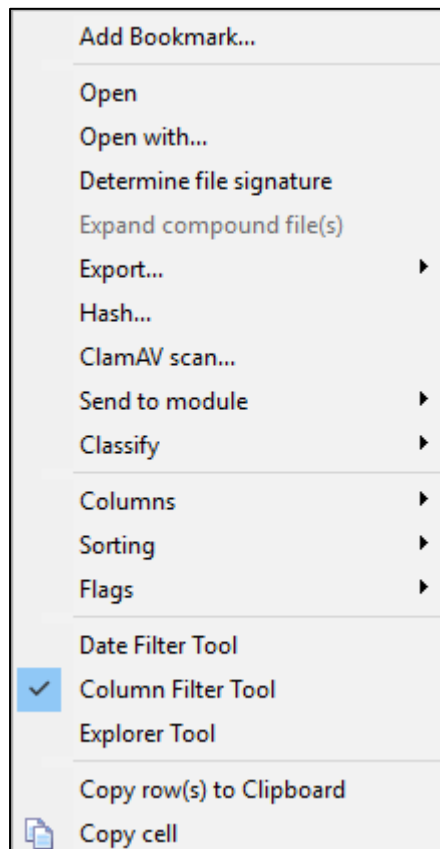 Add Bookmark...
Open
Open with...
Determine file signature
Expand compound file(s)
Export...
Hash...
ClamAV scan...
Send to module
Classify
Columns
Sorting
Flags
Date Filter Tool
Column Filter Tool
Explorer Tool
Copy row(s) to Clipboard
Copy cell